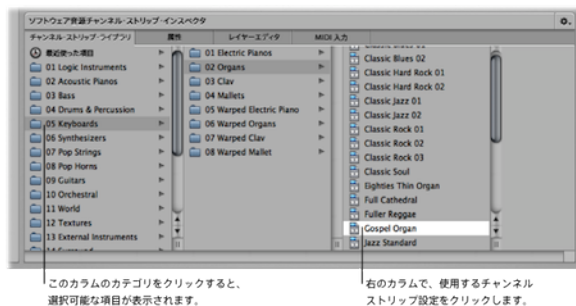 ソフトウェア音源チャンネル・ストリップ・インスペクタ
チャンネル・ストリップ・ライブラリ
属性
レイヤーエディタ
MIDI 入力
最近使った項目
01 Logic Instruments
02 Acoustic Pianos
03 Bass
04 Drums & Percussion
05 Keyboards
06 Synthesizers
07 Pop Strings
08 Pop Horns
09 Guitars
10 Orchestral
11 World
12 Textures
13 External Instruments
01 Electric Pianos
02 Organs
03 Clav
04 Mallets
05 Warped Electric Piano
06 Warped Organs
07 Warped Clav
08 Warped Mallet
Classic Blues 02
Classic Hard Rock 01
Classic Hard Rock 02
Classic Jazz 01
Classic Jazz 02
Classic Rock 01
Classic Rock 02
Classic Rock 03
Classic Soul
Eighties Thin Organ
Full Cathedral
Fuller Reggae
Gospel Organ
Jazz Standard
このカラムのカテゴリをクリックすると、
選択可能な項目が表示されます。
右のカラムで、使用するチャンネル
ストリップ設定をクリックします。